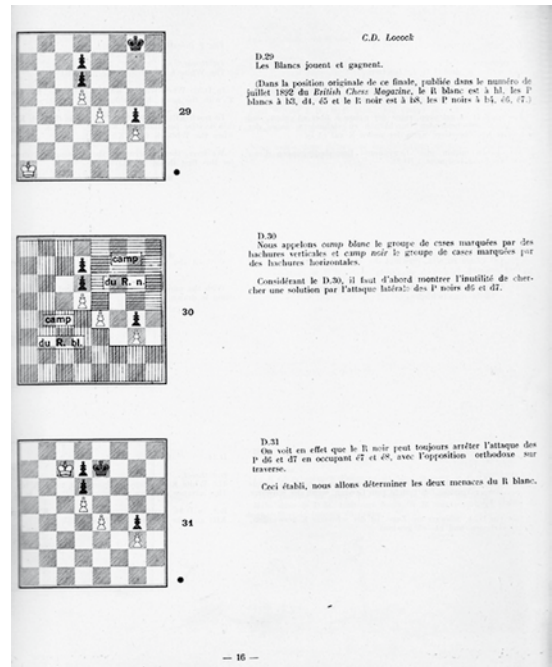 C.D. Locock
D.29
Les Blancs jouent et gagnent.
(Dans la position originale de ce finale, publiée dans le numéro de
juillet 1892 du British Chess Magazine, le R blanc est à h1, les P
blancs à b3, d4, é5 et le R noir est à b8, les P noirs à b4, é6, é7.)
29
D.30
Nous appelons camp blanc le groupe de cases marquées par des
hachures verticales et camp noir le groupe de cases marquées par
des hachures horizontales.
Considérant le D.30, il faut d'abord montrer l'inutilité de cher-
cher une solution par l'attaque latérale des P noirs d6 et d7.
camp
du R. n.
camp
du R. bl.
30
D.31
On voit en effet que le R noir peut toujours arrêter l'attaque des
P d6 et d7 en occupant é7 et é8, avec l'opposition orthodoxe sur
traverse.
Ceci établi, nous allons déterminer les deux menaces du R blanc.
31
— 16 —